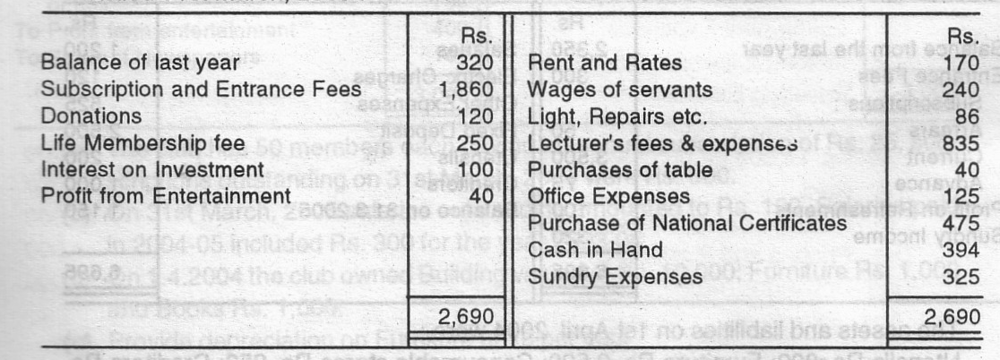 Rs. Rs.
Balance of last year 320 Rent and Rates 170
Subscription and Entrance Fees 1,860 Wages of servants 240
Donations 120 Light, Repairs etc. 86
Life Membership fee 250 Lecturer's fees & expense. 835
Interest on Investment 100 Purchases of table 40
Profit from Entertainment 40 Office Expenses 125
Purchase of National Certificates 475
Cash in Hand 394
Sundry Expenses 325
2,690 2,690